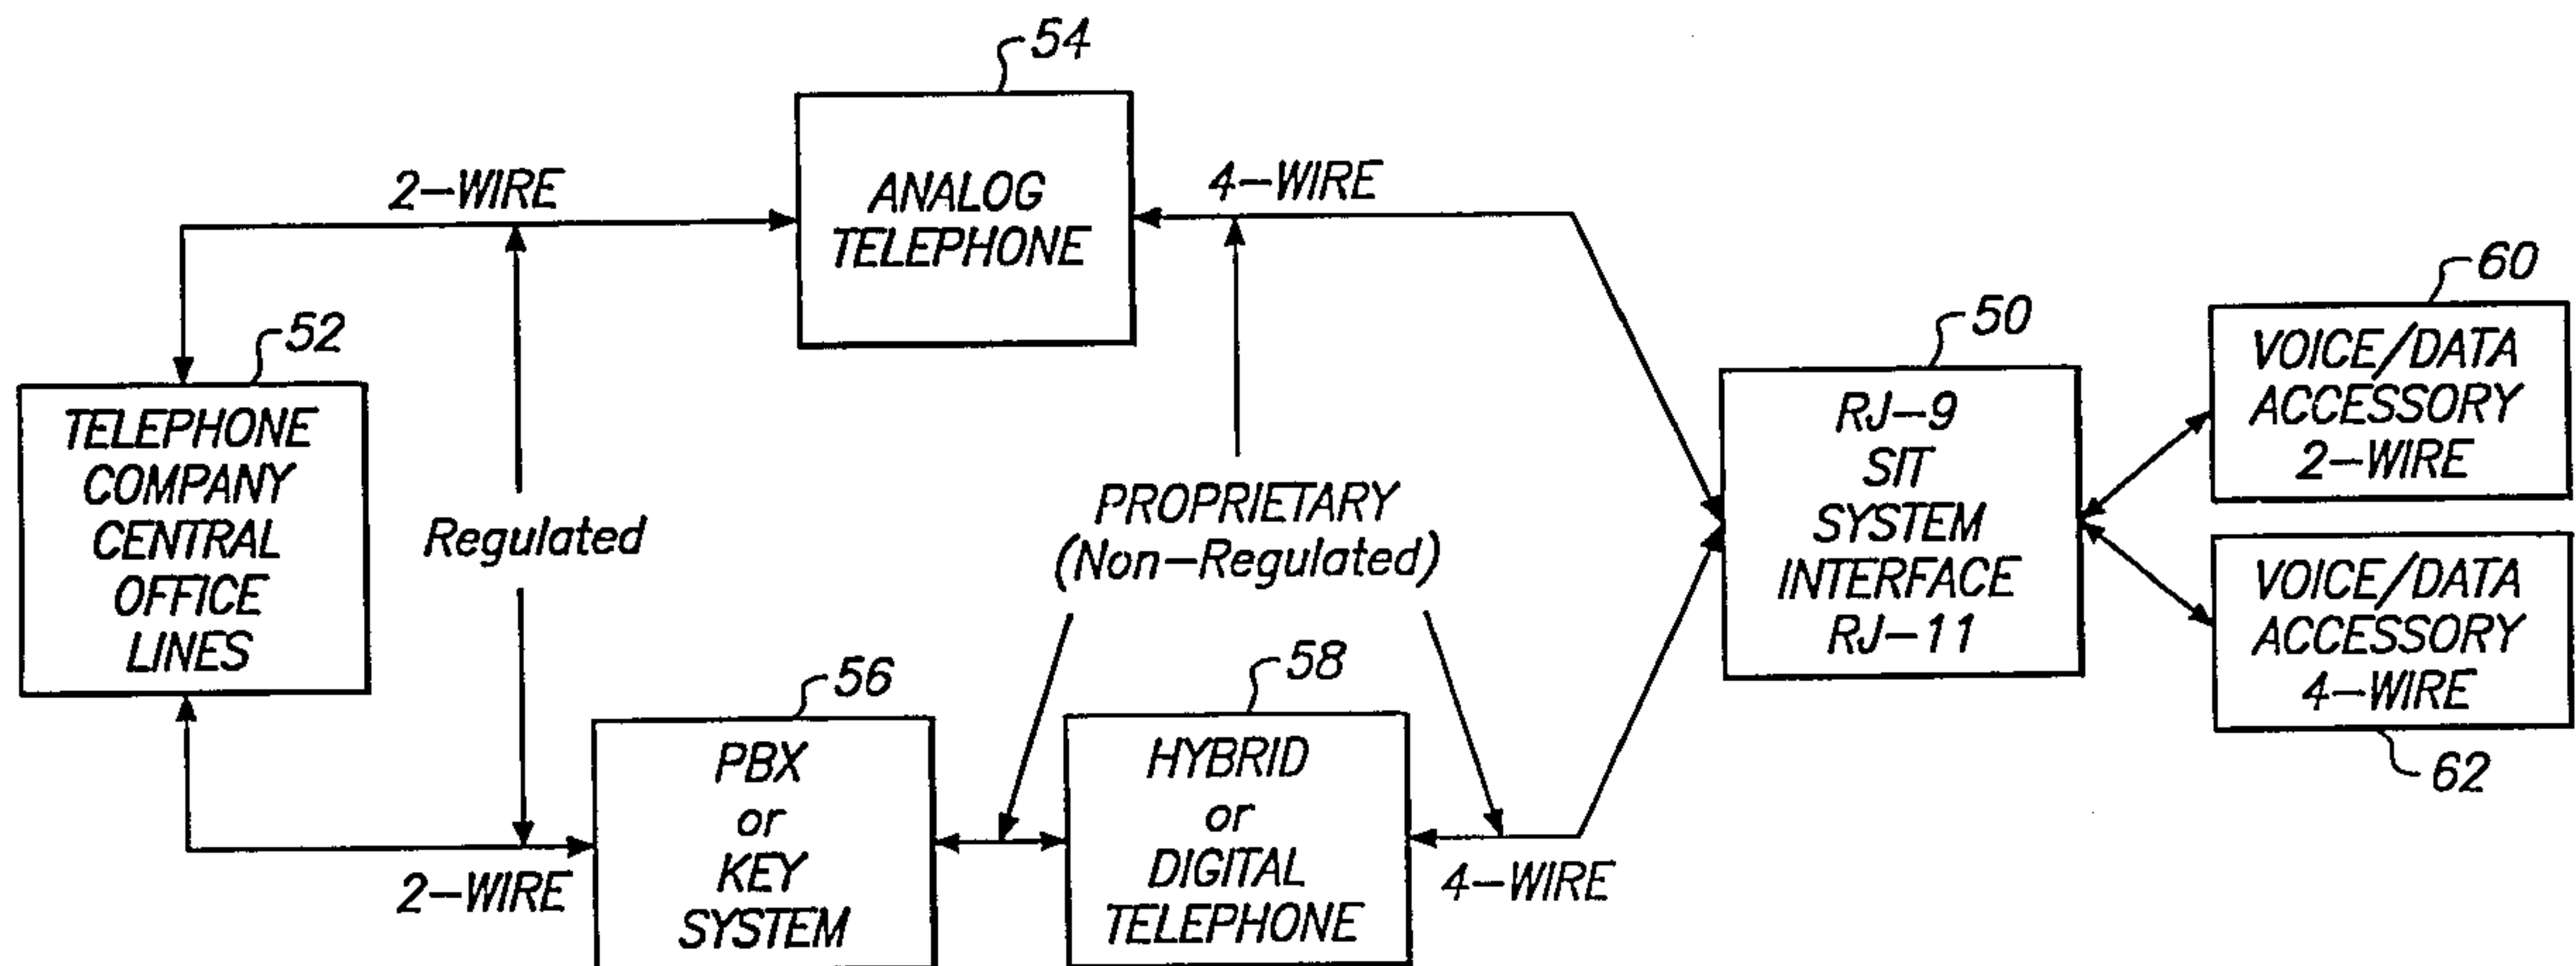 54
2-WIRE
ANALOG
TELEPHONE
4-WIRE
52
TELEPHONE
COMPANY
CENTRAL
OFFICE
LINES
Regulated
PROPRIETARY
(Non-Regulated)
50
RJ-9
SIT
SYSTEM
INTERFACE
RJ-11
60
VOICE/DATA
ACCESSORY
2-WIRE
VOICE/DATA
ACCESSORY
4-WIRE
62
56
PBX
or
KEY
SYSTEM
2-WIRE
58
HYBRID
or
DIGITAL
TELEPHONE
4-WIRE